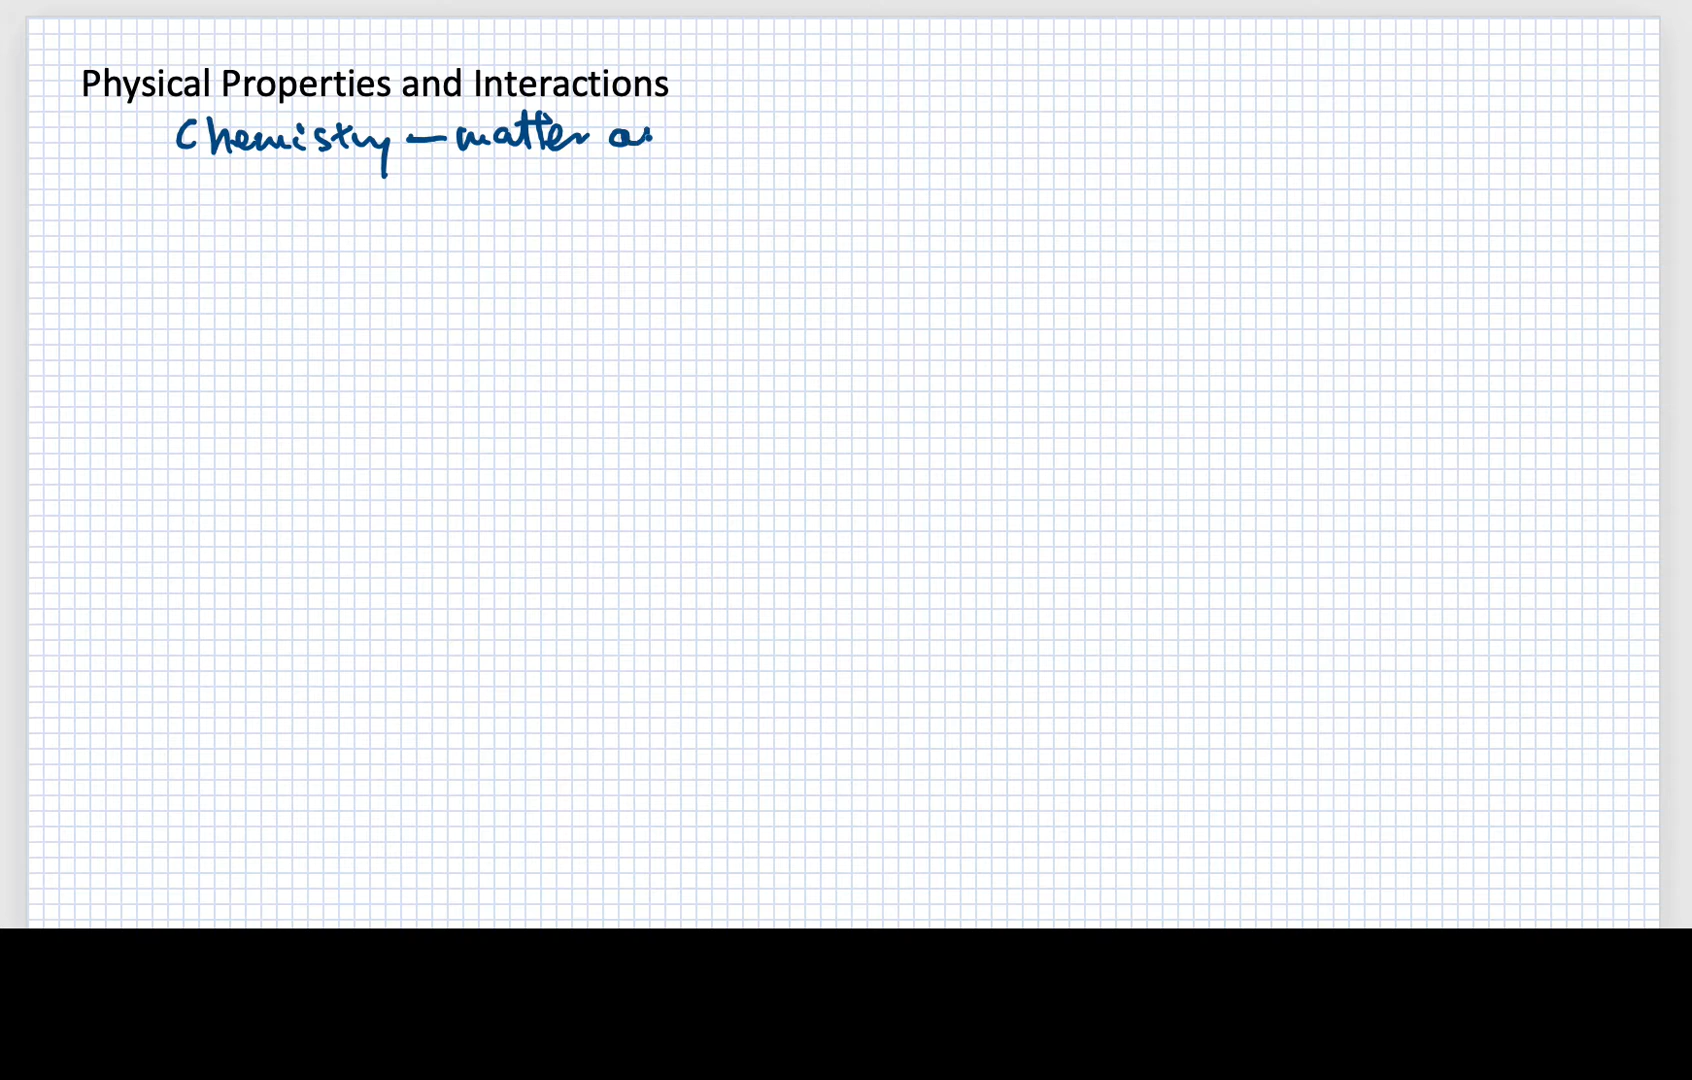 Physical Properties and Interactions
Chemistry — matter